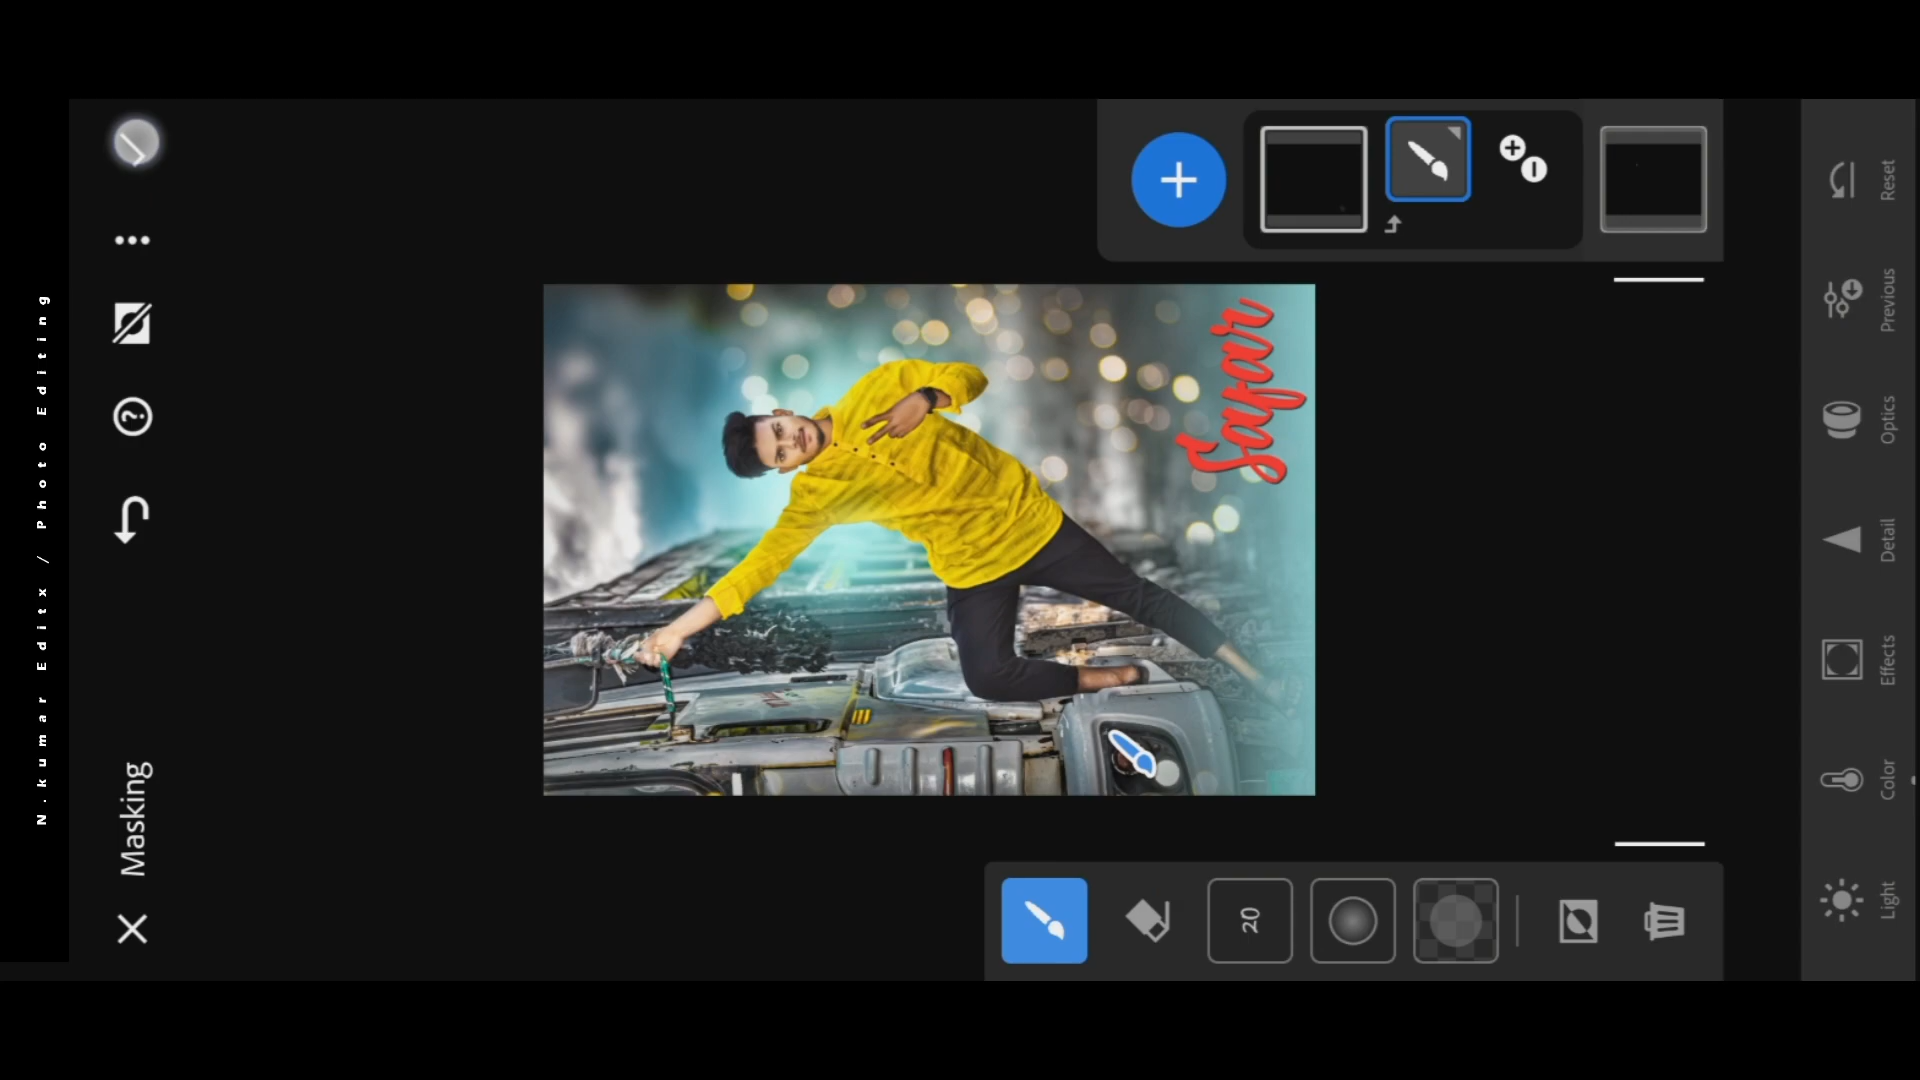 N.kumar Editx / Photo Editing
Masking
Safar
20
Light
Color
Effects
Detail
Optics
Previous
Reset